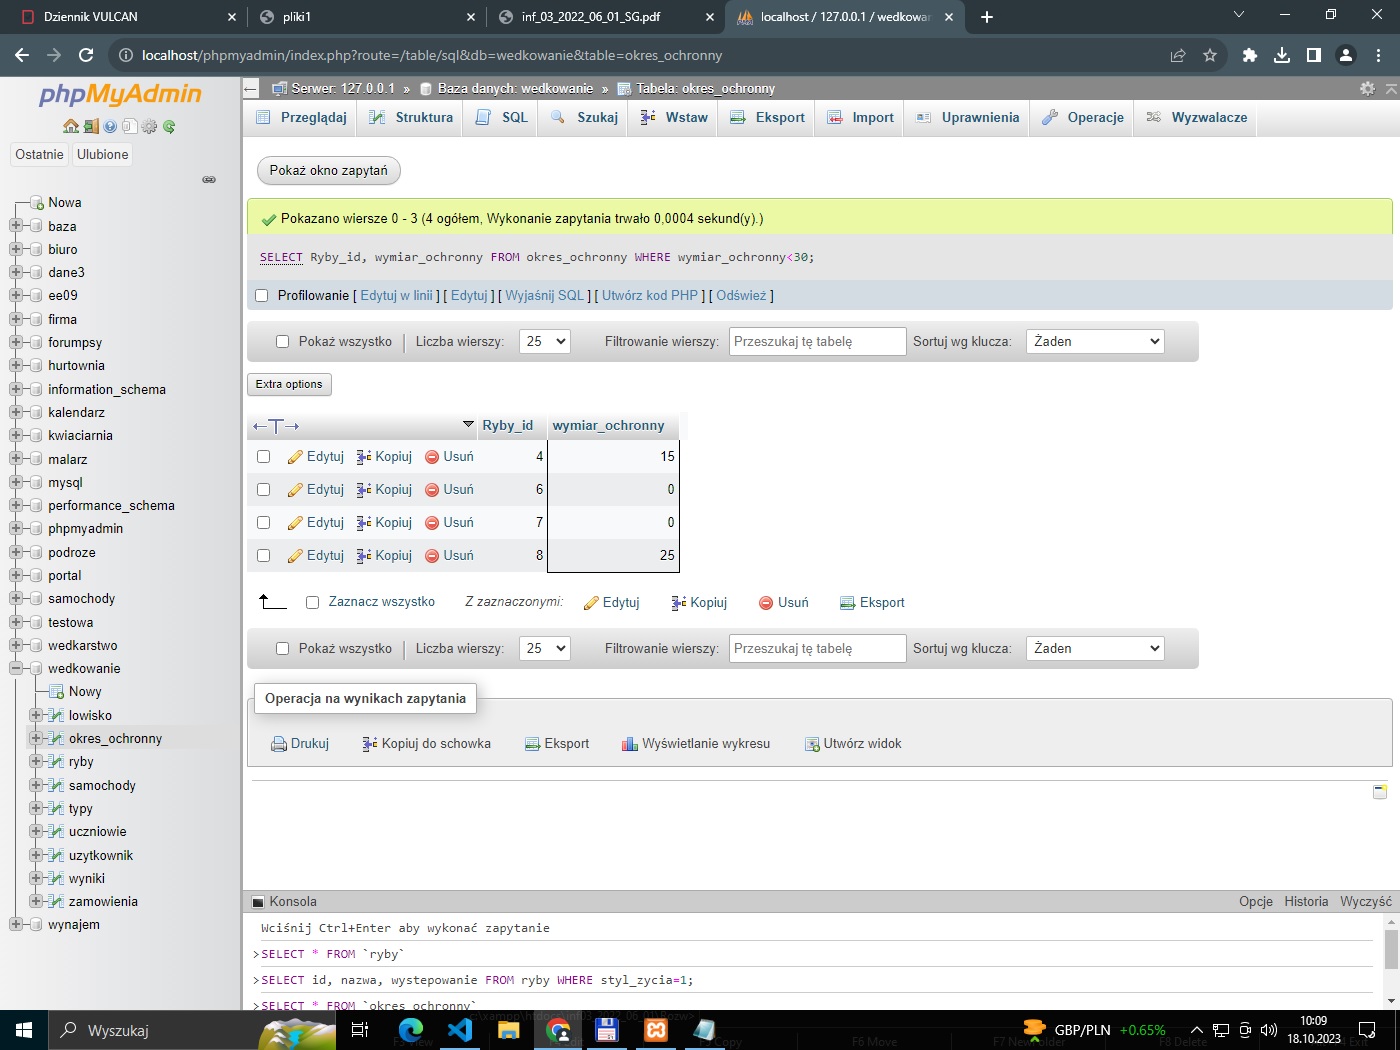 Dziennik VULCAN
pliki1
inf_03_2022_06_01_SG.pdf
localhost / 127.0.0.1 / wedkowan
localhost/phpmyadmin/index.php?route=/table/sql&db=wedkowanie&table=okres_ochronny
phpMyAdmin
Ostatnie
Ulubione
Nowa
baza
biuro
dane3
ee09
firma
forumpsy
hurtownia
information_schema
kalendarz
kwiaciarnia
malarz
mysql
performance_schema
phpmyadmin
podroze
portal
samochody
testowa
wedkarstwo
wedkowanie
Nowy
lowisko
okres_ochronny
ryby
samochody
typy
uczniowie
uzytkownik
wyniki
zamowienia
wynajem
Serwer: 127.0.0.1 » Baza danych: wedkowanie » Tabela: okres_ochronny
Przeglądaj Struktura SQL Szukaj Wstaw Eksport Import Uprawnienia Operacje Wyzwalacze
Pokaż okno zapytań
Pokazano wiersze 0 - 3 (4 ogółem, Wykonanie zapytania trwało 0,0004 sekund(y).)
SELECT Ryby_id, wymiar_ochronny FROM okres_ochronny WHERE wymiar_ochronny<30;
Profilowanie [ Edytuj w linii ] [ Edytuj ] [ Wyjaśnij SQL ] [ Utwórz kod PHP ] [ Odśwież ]
Pokaż wszystko Liczba wierszy: 25 Filtrowanie wierszy: Przeszukaj tę tabelę Sortuj wg klucza: Żaden
Extra options
←T→ Ryby_id wymiar_ochronny
Edytuj Kopiuj Usuń 4 15
Edytuj Kopiuj Usuń 6 0
Edytuj Kopiuj Usuń 7 0
Edytuj Kopiuj Usuń 8 25
Zaznacz wszystko Z zaznaczonymi: Edytuj Kopiuj Usuń Eksport
Pokaż wszystko Liczba wierszy: 25 Filtrowanie wierszy: Przeszukaj tę tabelę Sortuj wg klucza: Żaden
Operacja na wynikach zapytania
Drukuj Kopiuj do schowka Eksport Wyświetlanie wykresu Utwórz widok
Konsola Opcje Historia Wyczyść
Wciśnij Ctrl+Enter aby wykonać zapytanie
>SELECT * FROM `ryby`
>SELECT id, nazwa, wystepowanie FROM ryby WHERE styl_zycia=1;
>SELECT * FROM `okres_ochronny`
Wyszukaj
GBP/PLN +0.65%
10:09
18.10.2023